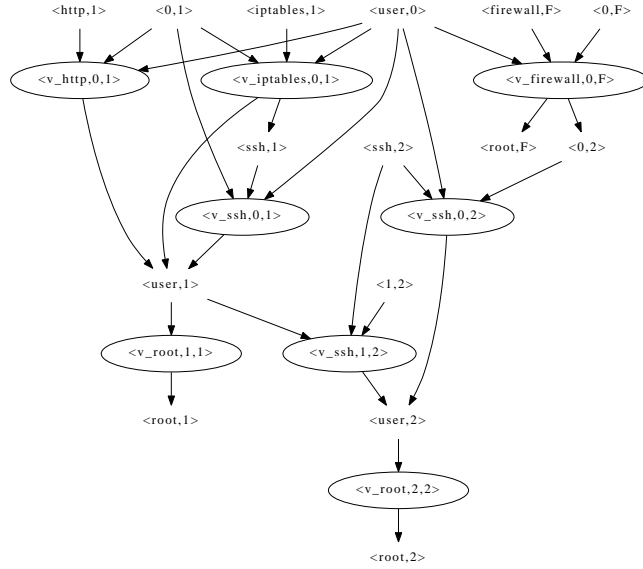 <http,1> <0,1> <iptables,1> <user,0> <firewall,F> <0,F>
<v_http,0,1> <v_iptables,0,1> <v_firewall,0,F>
<ssh,1> <ssh,2> <root,F> <0,2>
<v_ssh,0,1> <v_ssh,0,2>
<user,1> <1,2>
<v_root,1,1> <v_ssh,1,2>
<root,1> <user,2>
<v_root,2,2>
<root,2>